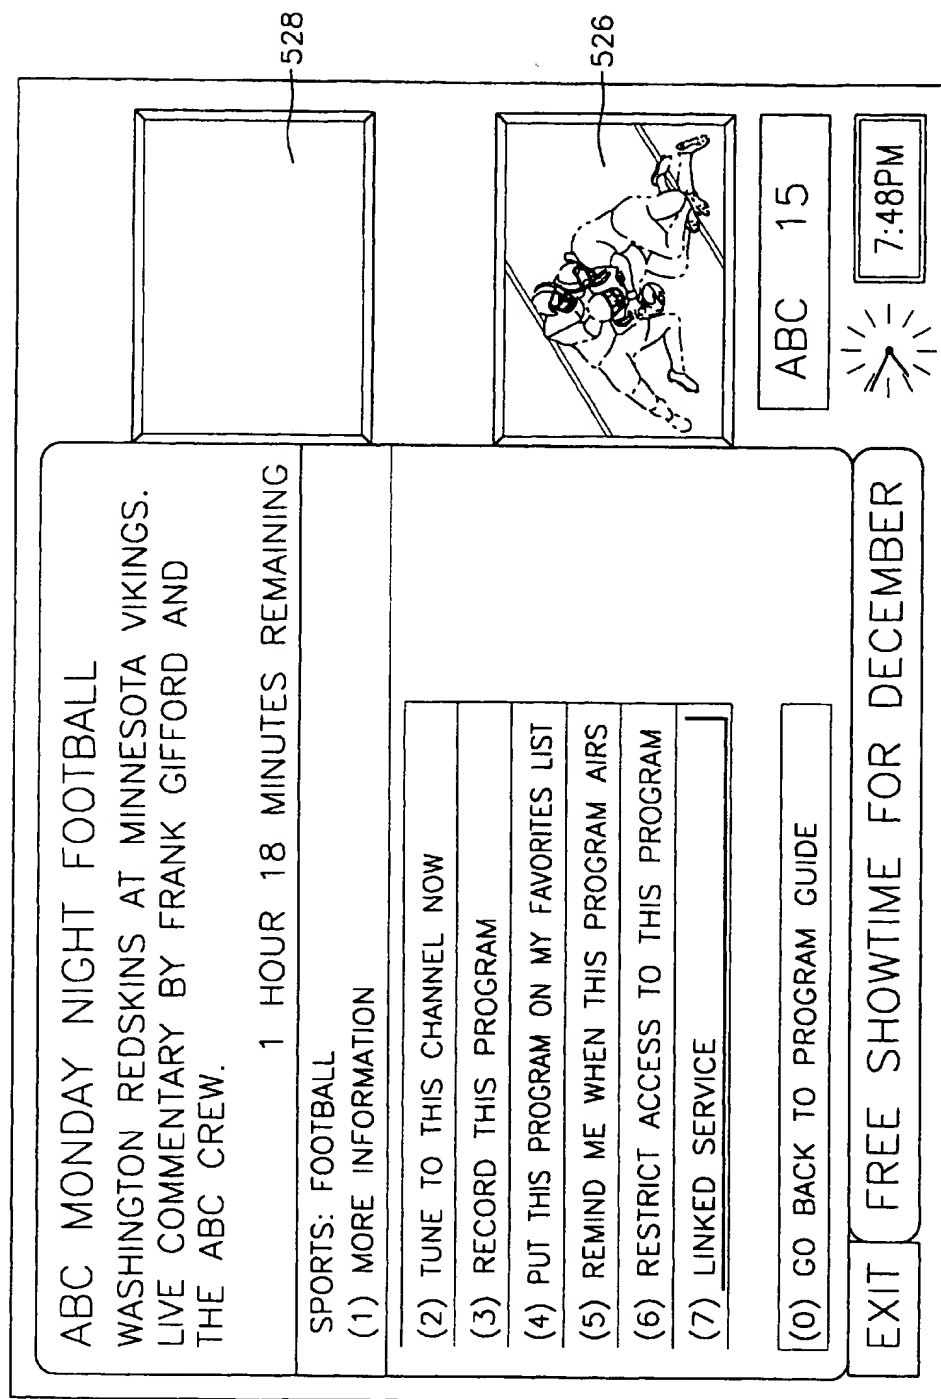 ABC MONDAY NIGHT FOOTBALL
WASHINGTON REDSKINS AT MINNESOTA VIKINGS.
LIVE COMMENTARY BY FRANK GIFFORD AND
THE ABC CREW.
1 HOUR 18 MINUTES REMAINING
SPORTS: FOOTBALL
(1) MORE INFORMATION
(2) TUNE TO THIS CHANNEL NOW
(3) RECORD THIS PROGRAM
(4) PUT THIS PROGRAM ON MY FAVORITES LIST
(5) REMIND ME WHEN THIS PROGRAM AIRS
(6) RESTRICT ACCESS TO THIS PROGRAM
(7) LINKED SERVICE
(0) GO BACK TO PROGRAM GUIDE
EXIT
FREE SHOWTIME FOR DECEMBER
528
526
ABC 15
7:48PM